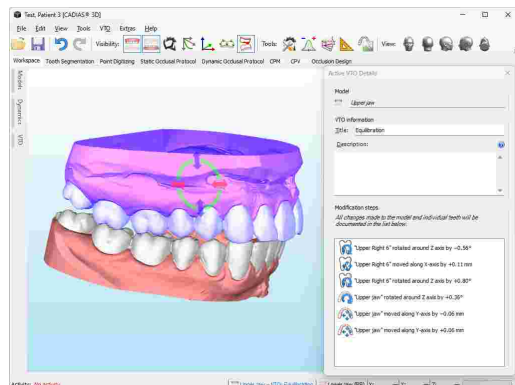 Test, Patient 3 [CADIAS® 3D]
File Edit View Tools VTO Extras Help
Visibility: Tools: View:
Workspace Tooth Segmentation Point Digitizing Static Occlusal Protocol Dynamic Occlusal Protocol CPM CPV Occlusion Design
Models
Dynamics
VTO
Active VTO Details
Model
Upper jaw
VTO information
Title: Equilibration
Description:
Modification steps
All changes made to the model and individual teeth will be
documented in the list below.
"Upper Right 6" rotated around Z axis by −0.56°
"Upper Right 6" moved along X-axis by +0.11 mm
"Upper Right 6" rotated around Z axis by +0.80°
"Upper jaw" rotated around Z axis by +0.36°
"Upper jaw" moved along Y-axis by −0.06 mm
"Upper jaw" moved along Y-axis by +0.06 mm
Activity: No activity